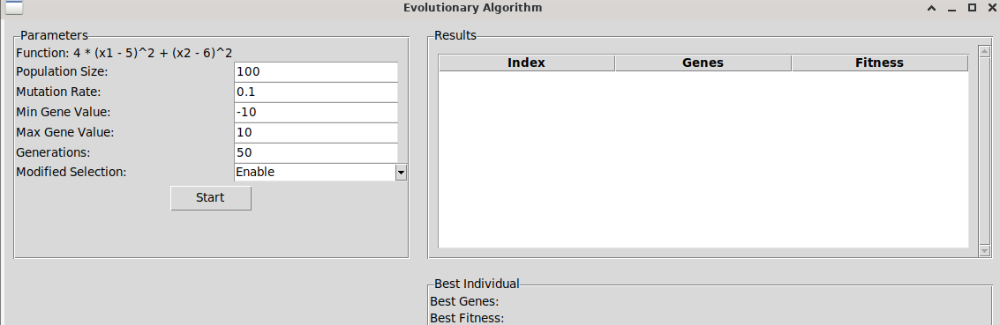 Evolutionary Algorithm
Parameters
Function: 4 * (x1 - 5)^2 + (x2 - 6)^2
Population Size: 100
Mutation Rate: 0.1
Min Gene Value: -10
Max Gene Value: 10
Generations: 50
Modified Selection: Enable
Start
Results
Index Genes Fitness
Best Individual
Best Genes:
Best Fitness: